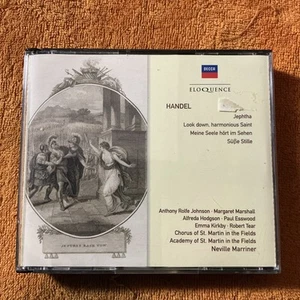 DECCA
ELOQUENCE
HANDEL
Jephtha
Look down, harmonious Saint
Meine Seele hört im Sehen
Süße Stille
Anthony Rolfe Johnson · Margaret Marshall
Alfreda Hodgson · Paul Esswood
Emma Kirkby · Robert Tear
Chorus of St. Martin in the Fields
Academy of St. Martin in the Fields
Neville Marriner